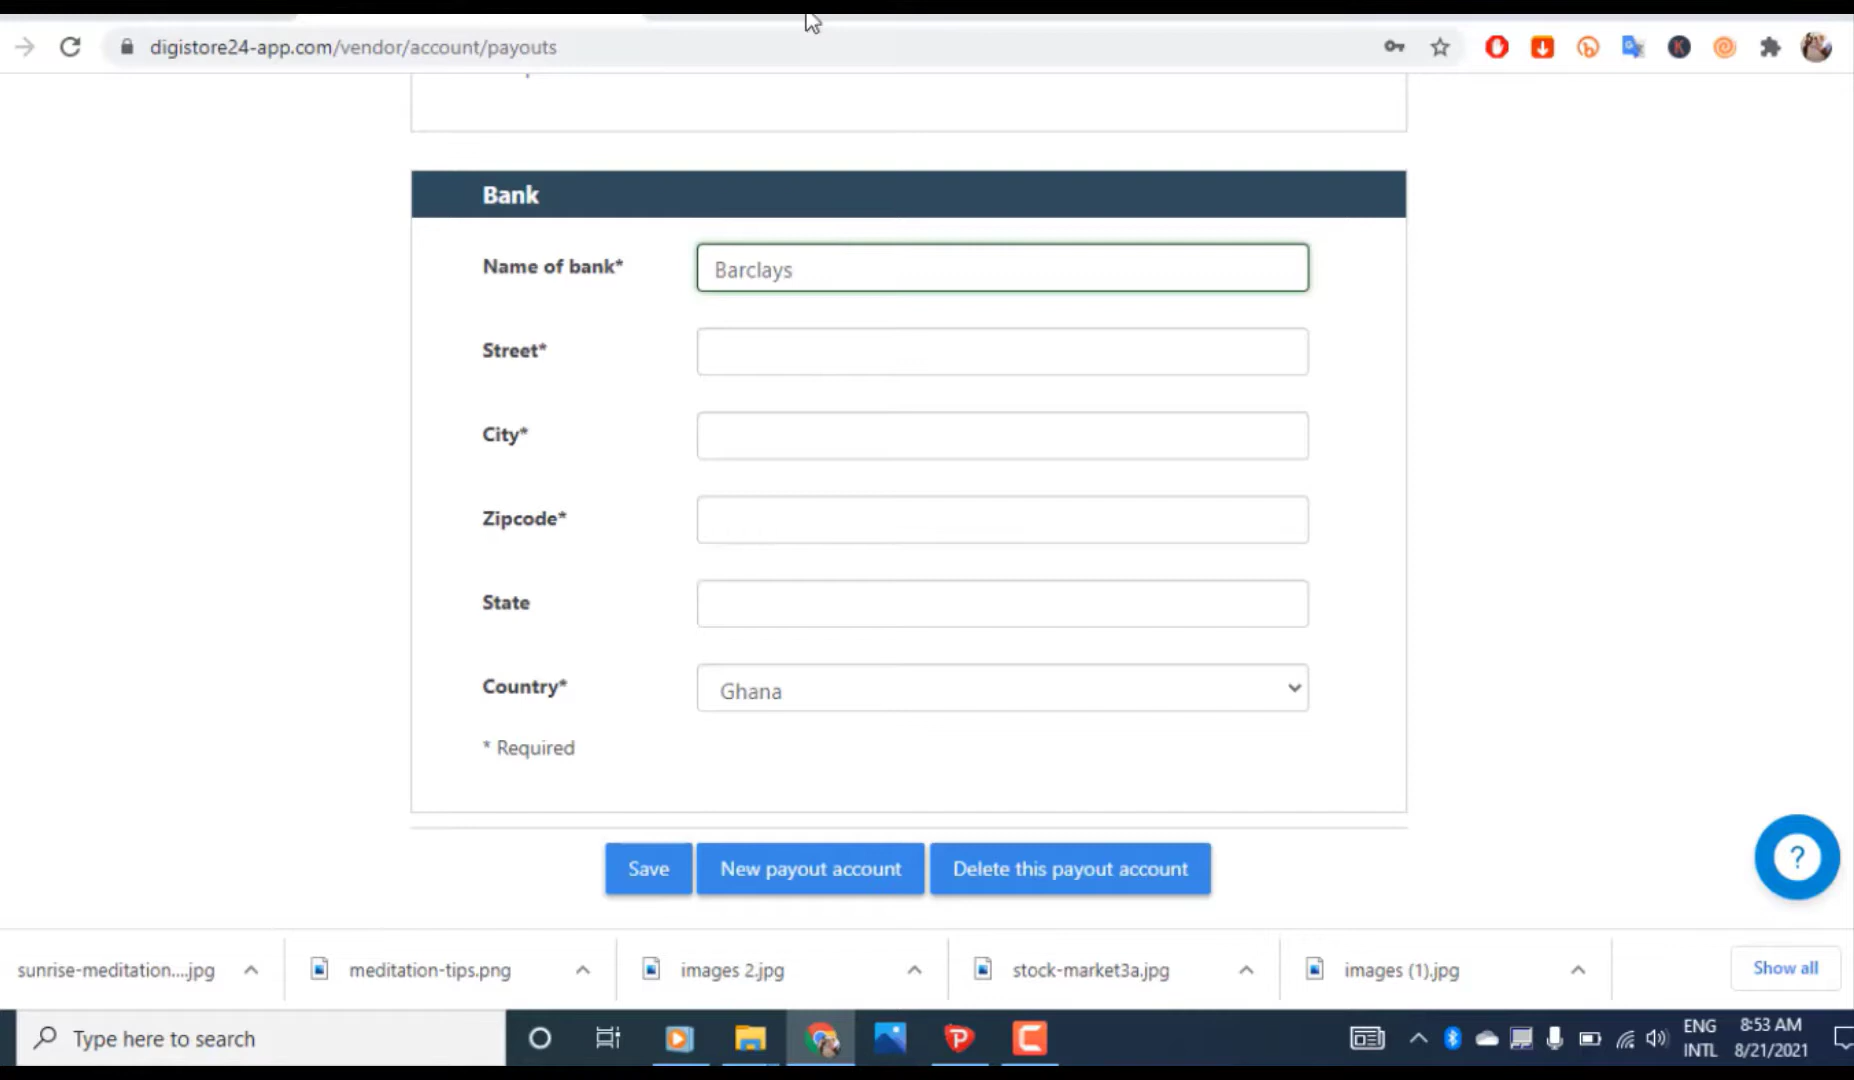 digistore24-app.com/vendor/account/payouts
Bank
Name of bank*
Barclays
Street*
City*
Zipcode*
State
Country*
Ghana
* Required
Save
New payout account
Delete this payout account
?
sunrise-meditation....jpg
meditation-tips.png
images 2.jpg
stock-market3a.jpg
images (1).jpg
Show all
Type here to search
ENG
INTL
8:53 AM
8/21/2021